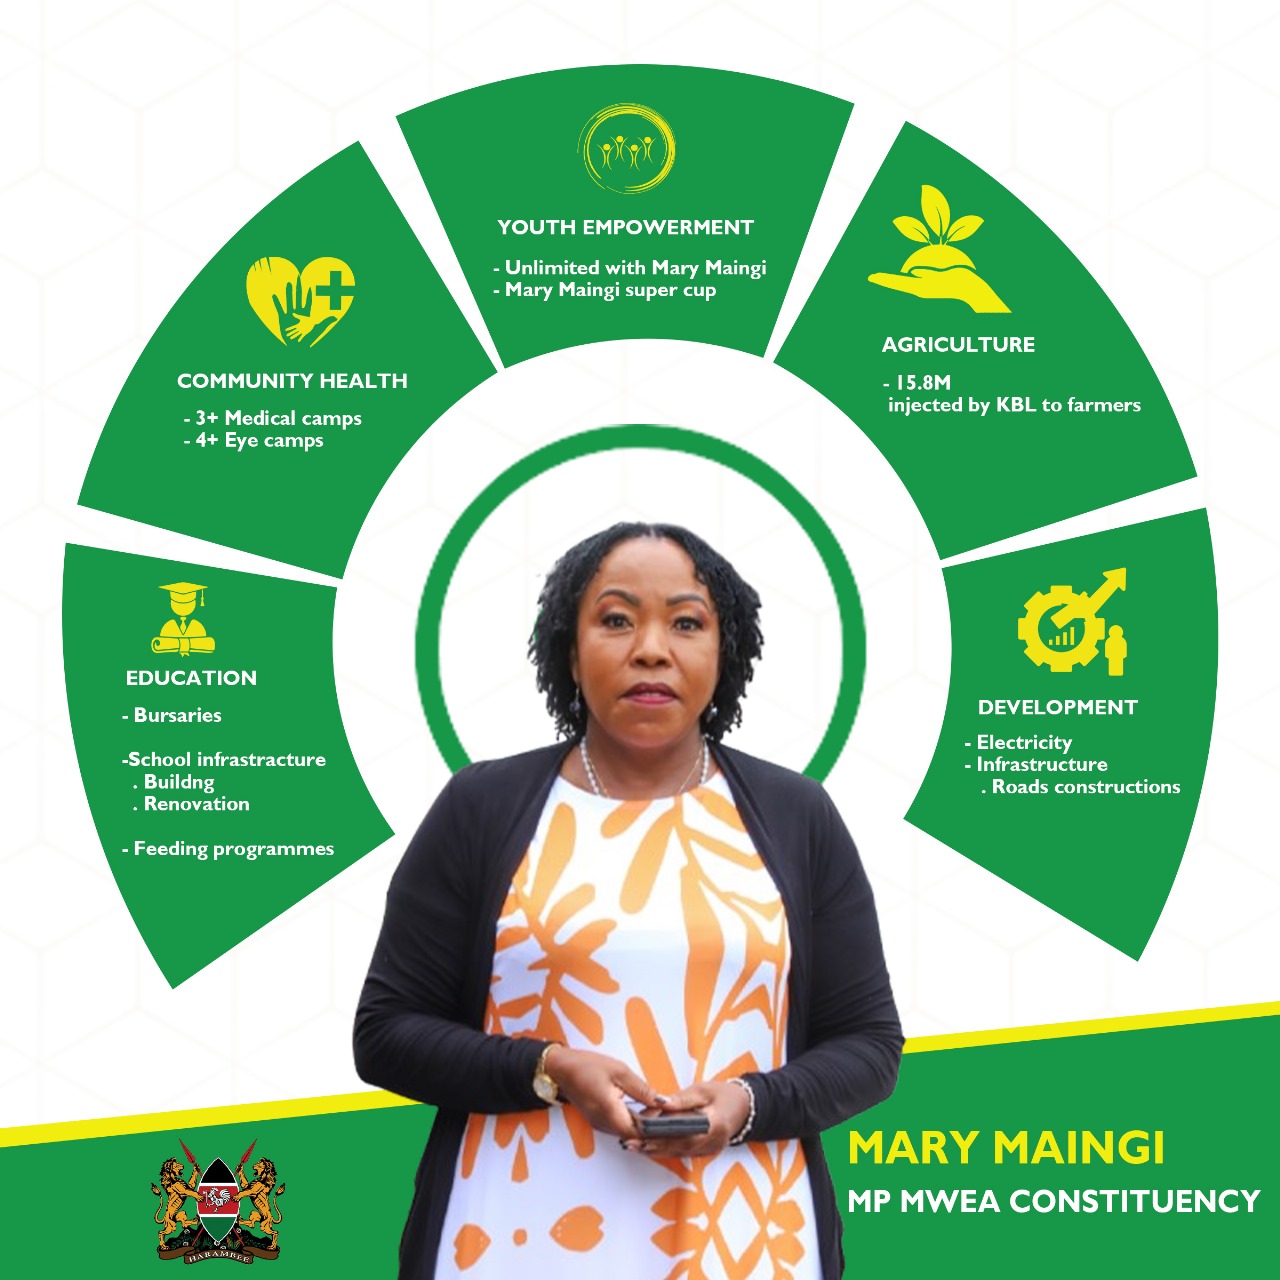 YOUTH EMPOWERMENT
- Unlimited with Mary Maingi
- Mary Maingi super cup
COMMUNITY HEALTH
- 3+ Medical camps
- 4+ Eye camps
AGRICULTURE
- 15.8M
injected by KBL to farmers
EDUCATION
- Bursaries
-School infrastracture
. Buildng
. Renovation
- Feeding programmes
DEVELOPMENT
- Electricity
- Infrastructure
. Roads constructions
MARY MAINGI
MP MWEA CONSTITUENCY
HARAMBEE